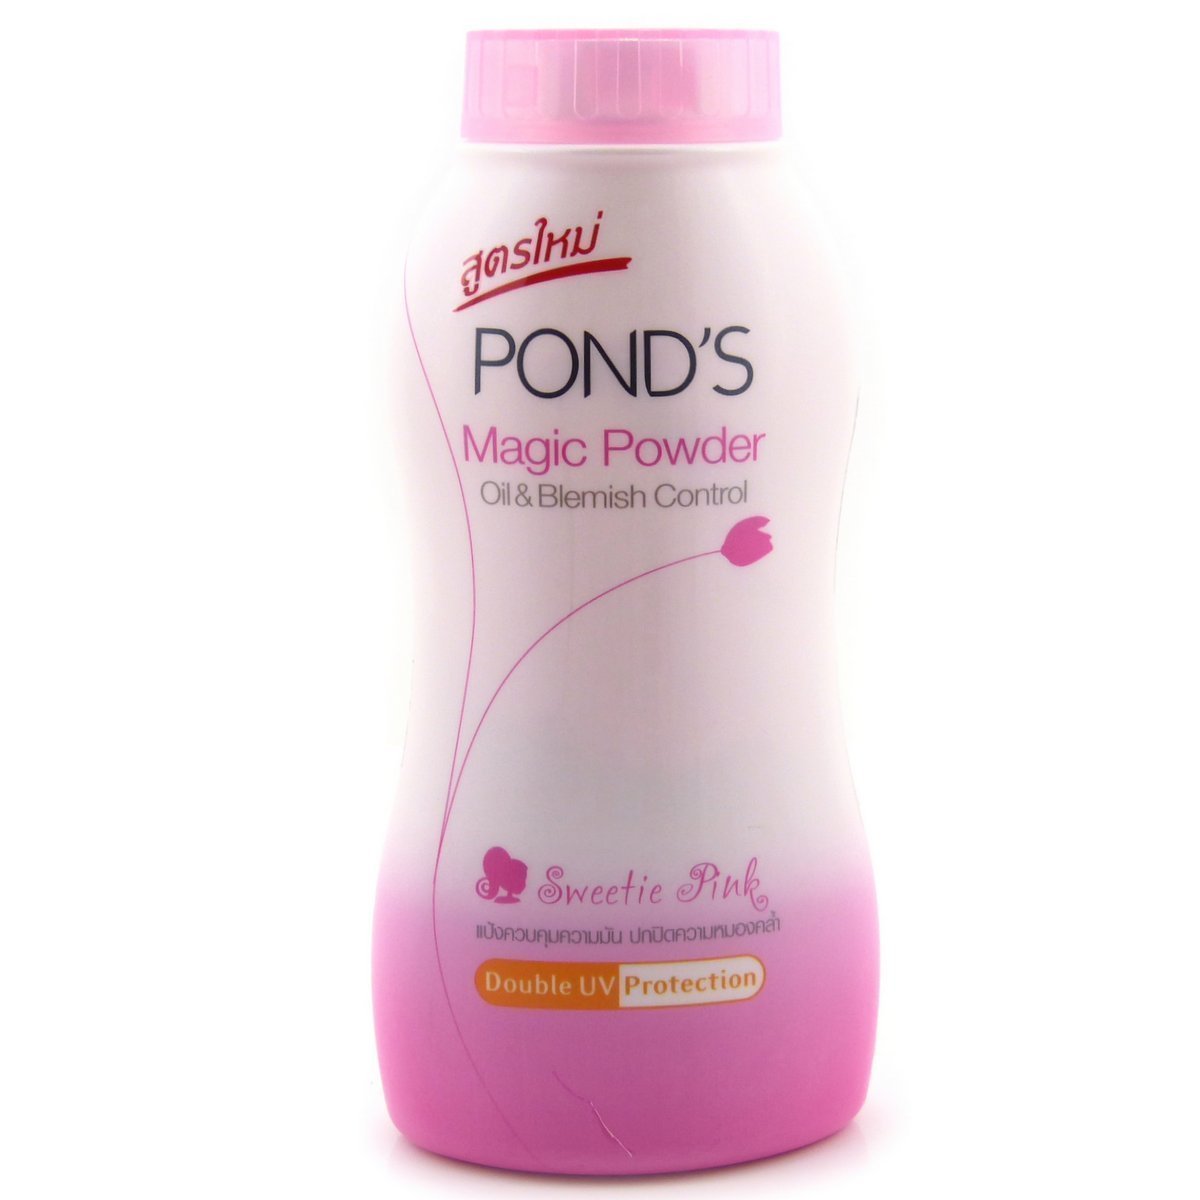 สูตรใหม่
POND'S
Magic Powder
Oil & Blemish Control
Sweetie Pink
แป้งควบคุมความมัน ปกปิดความหมองคล้ำ
Double UV Protection